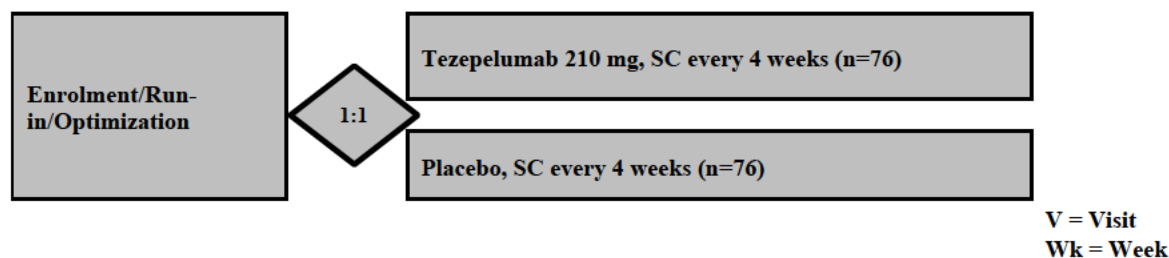 Enrolment/Run-
in/Optimization
1:1
Tezepelumab 210 mg, SC every 4 weeks (n=76)
Placebo, SC every 4 weeks (n=76)
V = Visit
Wk = Week